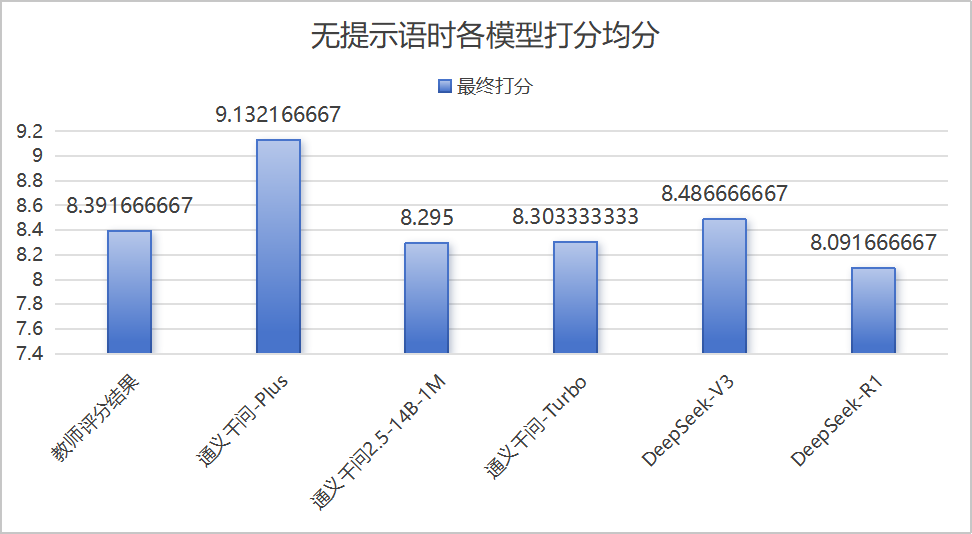 无提示语时各模型打分均分
最终打分
9.132166667
8.391666667
8.295
8.303333333
8.486666667
8.091666667
9.2
9
8.8
8.6
8.4
8.2
8
7.8
7.6
7.4
教师评分结果
通义千问-Plus
通义千问2.5-14B-1M
通义千问-Turbo
DeepSeek-V3
DeepSeek-R1